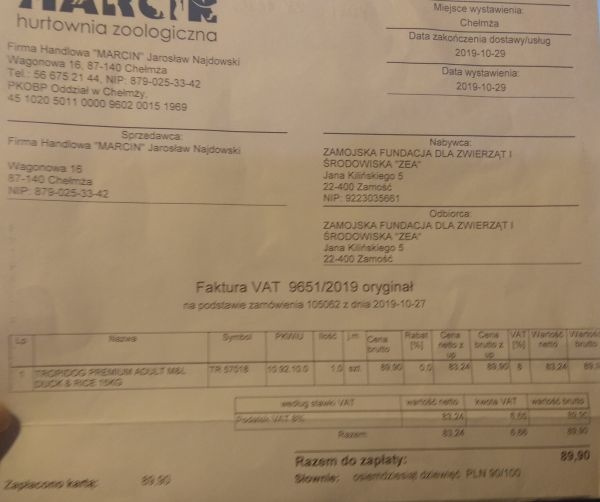 MARCIN
hurtownia zoologiczna
Firma Handlowa "MARCIN" Jarosław Najdowski
Wagonowa 16, 87-140 Chełmża
Tel.: 56 675 21 44, NIP: 879-025-33-42
PKOBP Oddział w Chełmży,
45 1020 5011 0000 9602 0015 1969
Miejsce wystawienia:
Chełmża
Data zakończenia dostawy/usług
2019-10-29
Data wystawienia:
2019-10-29
Sprzedawca:
Firma Handlowa "MARCIN" Jarosław Najdowski
Wagonowa 16
87-140 Chełmża
NIP: 879-025-33-42
Nabywca:
ZAMOJSKA FUNDACJA DLA ZWIERZĄT I
ŚRODOWISKA "ZEA"
Jana Kilińskiego 5
22-400 Zamość
NIP: 9223035661
Odbiorca:
ZAMOJSKA FUNDACJA DLA ZWIERZĄT I
ŚRODOWISKA "ZEA"
Jana Kilińskiego 5
22-400 Zamość
Faktura VAT 9651/2019 oryginał
na podstawie zamówienia 105062 z dnia 2019-10-27
Lp Nazwa Symbol PKWiU Ilość j.m. Cena brutto Rabat [%] Cena netto z up Cena brutto z up VAT [%] Wartość netto Wartość brutto
1 TROPIDOG PREMIUM ADULT M&L TR 57018 10.92.10.0 1,0 szt. 89,90 0,0 83,24 89,90 8 83,24 89,9
DUCK & RICE 15KG
według stawki VAT wartość netto kwota VAT wartość brutto
Podatek VAT 8% 83,24 6,66 89,90
Razem: 83,24 6,66 89,90
Razem do zapłaty: 89,90
Zapłacono kartą: 89,90
Słownie: osiemdziesiąt dziewięć PLN 90/100